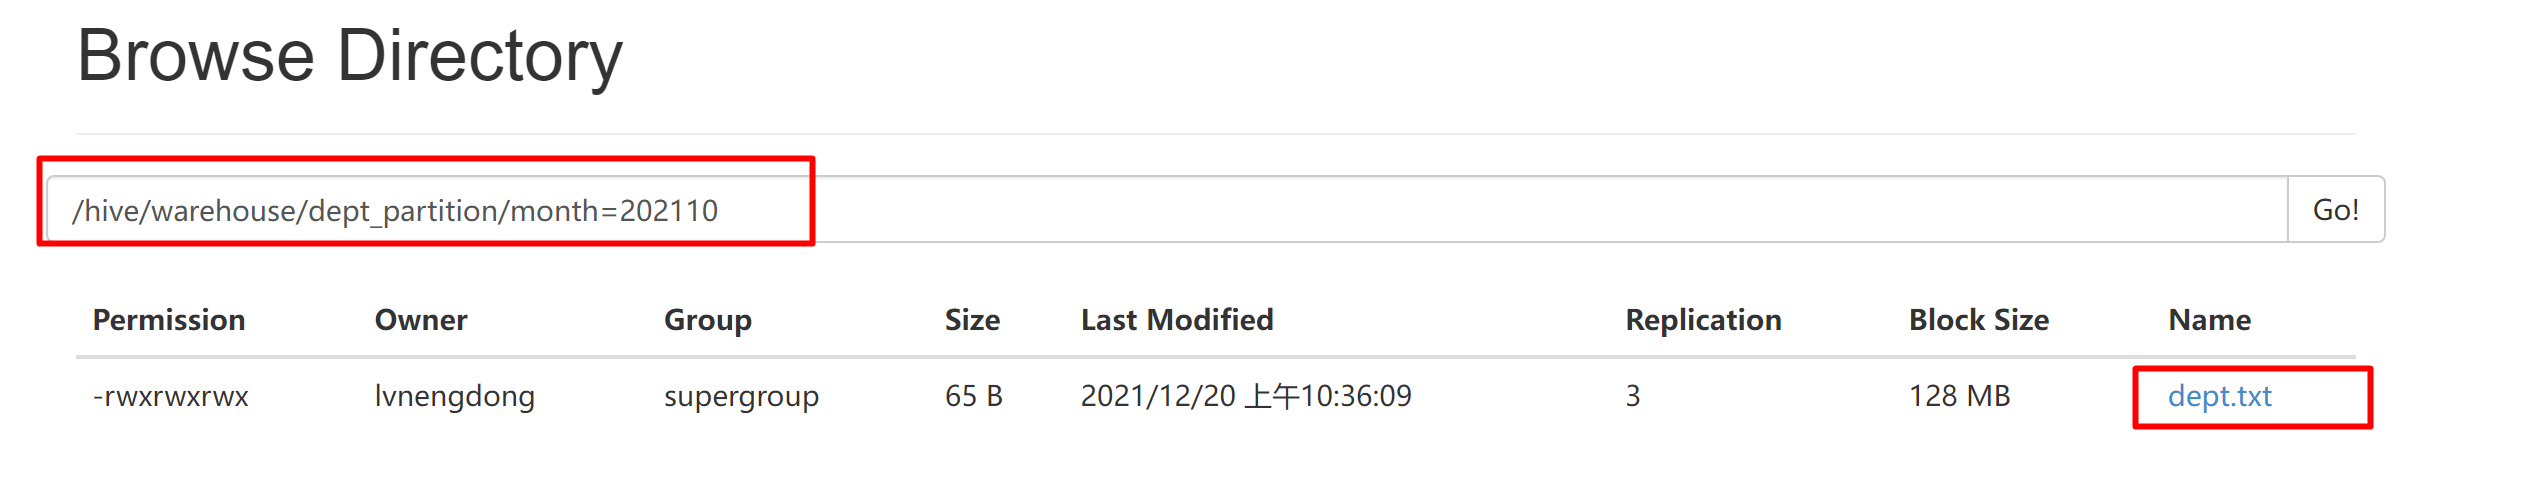 Browse Directory
/hive/warehouse/dept_partition/month=202110 Go!
Permission Owner Group Size Last Modified Replication Block Size Name
-rwxrwxrwx lvnengdong supergroup 65 B 2021/12/20 上午10:36:09 3 128 MB dept.txt